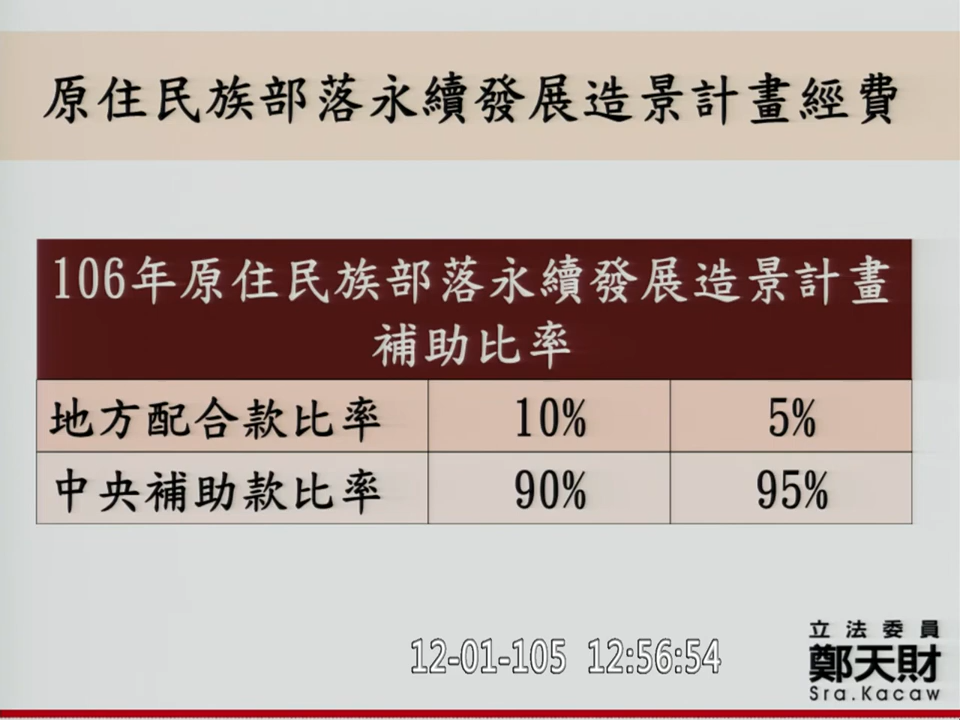 原住民族部落永續發展造景計畫經費
106年原住民族部落永續發展造景計畫
補助比率
地方配合款比率 10% 5%
中央補助款比率 90% 95%
12-01-105 12:56:54
立法委員
鄭天財
Sra.Kacaw